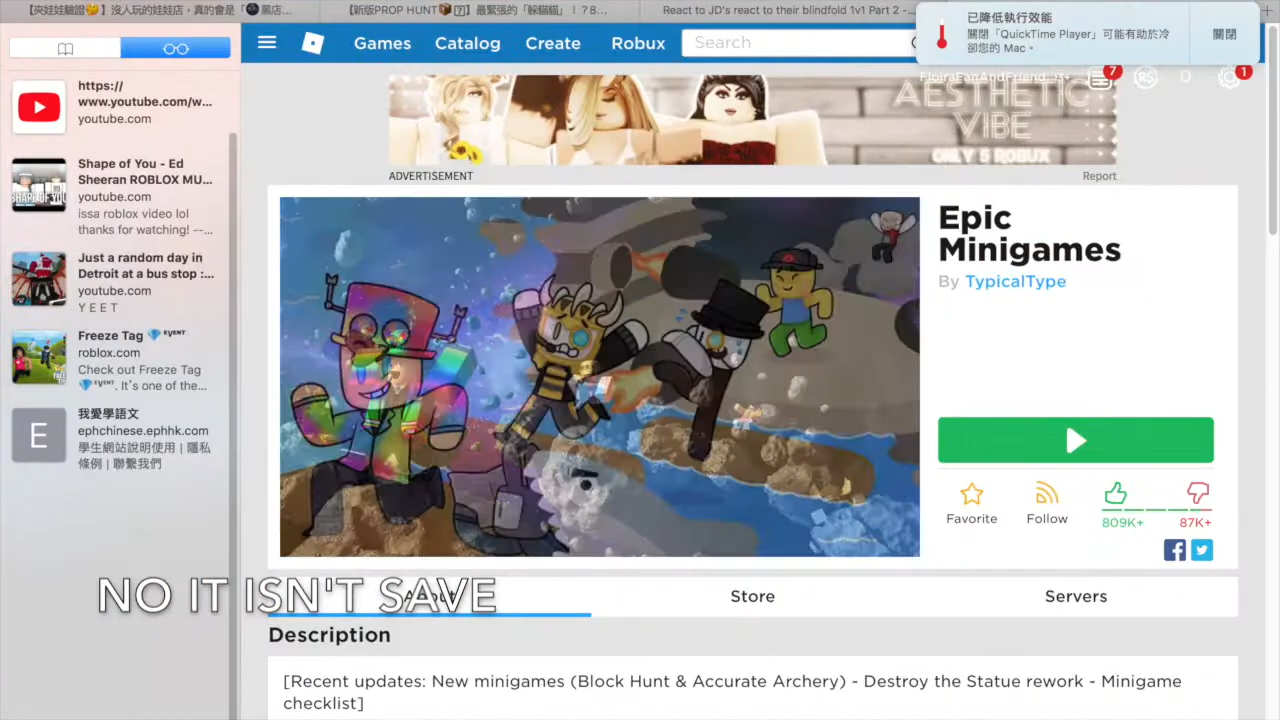 【夾娃娃驗證🤔】沒人玩的娃娃店，真的會是「🌚黑店...
【新版PROP HUNT📦🅿️】最緊張的「躲貓貓」！？8...
React to JD's react to their blindfold 1v1 Part 2 -...
已降低執行效能
關閉「QuickTime Player」可能有助於冷
卻您的 Mac。
關閉
Games
Catalog
Create
Robux
Search
13+
7
R$
0
1
https://
www.youtube.com/w...
youtube.com
Shape of You - Ed
Sheeran ROBLOX MU...
youtube.com
issa roblox video lol
thanks for watching! --...
Just a random day in
Detroit at a bus stop :...
youtube.com
Y E E T
Freeze Tag 💎 EVENT
roblox.com
Check out Freeze Tag
💎 EVENT. It's one of the...
E
我愛學語文
ephchinese.ephhk.com
學生網站說明使用 | 隱私
條例 | 聯繫我們
AESTHETIC
VIBE
ONLY 5 ROBUX
ADVERTISEMENT
Report
Epic
Minigames
By TypicalType
Favorite
Follow
809K+
87K+
NO IT ISN'T SAVE
About
Store
Servers
Description
[Recent updates: New minigames (Block Hunt & Accurate Archery) - Destroy the Statue rework - Minigame
checklist]